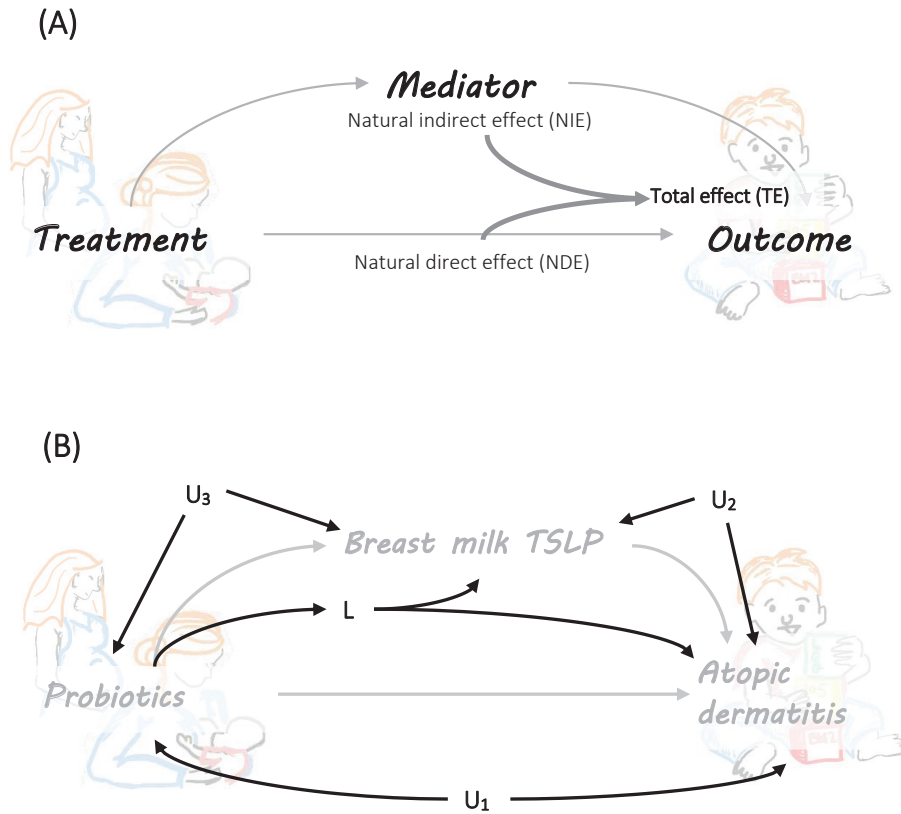 (A)
Mediator
Natural indirect effect (NIE)
Total effect (TE)
Treatment
Outcome
Natural direct effect (NDE)
(B)
U₃
U₂
Breast milk TSLP
L
Probiotics
Atopic
dermatitis
U₁